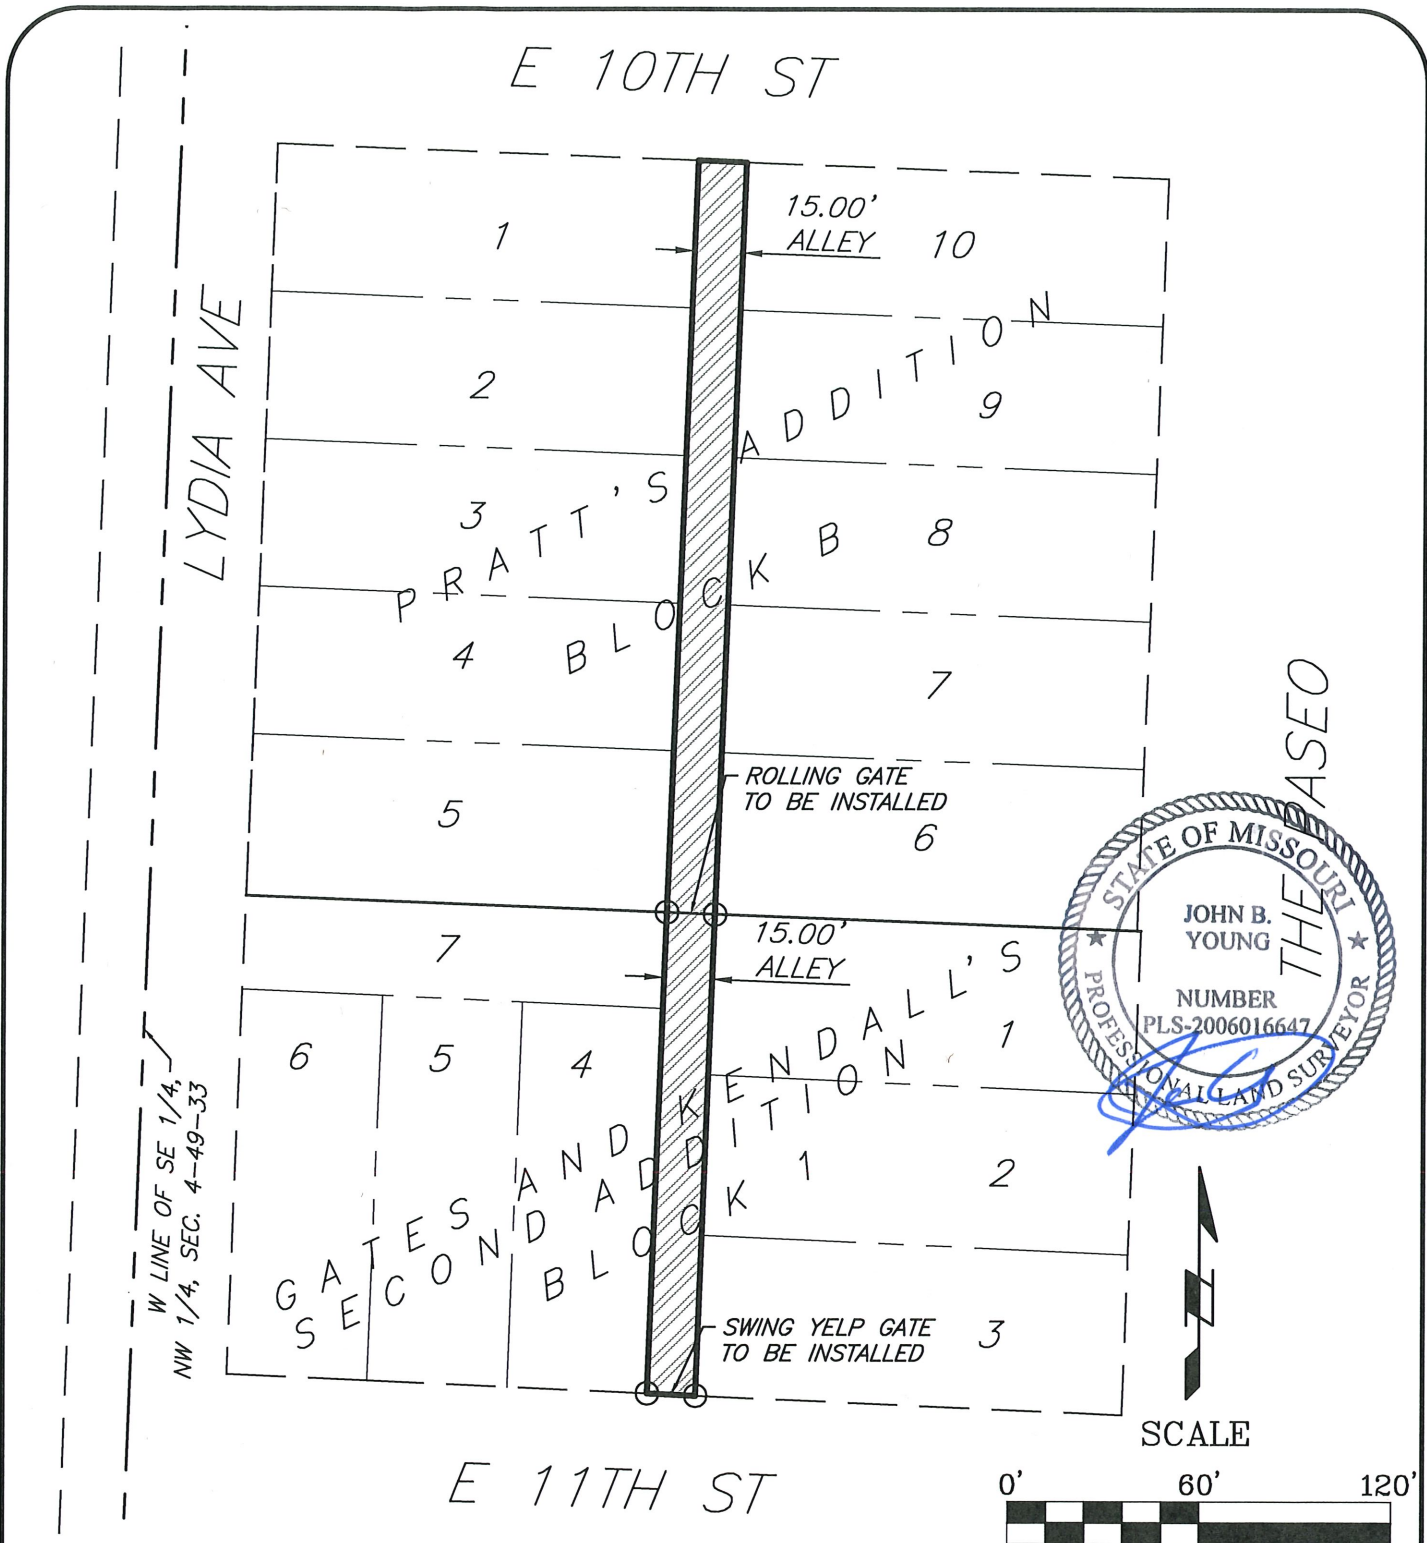 E 10TH ST
15.00'
ALLEY
1
10
2
9
PRATT'S ADDITION
3
8
BLOCK B
4
7
LYDIA AVE
ROLLING GATE
TO BE INSTALLED
5
6
THE PASEO
STATE OF MISSOURI
JOHN B.
YOUNG
NUMBER
PLS-2006016647
PROFESSIONAL LAND SURVEYOR
15.00'
ALLEY
7
6
5
4
1
2
3
GATES AND KENDALL'S
SECOND ADDITION
BLOCK 1
W LINE OF SE 1/4,
NW 1/4, SEC. 4-49-33
SWING YELP GATE
TO BE INSTALLED
E 11TH ST
SCALE
0' 60' 120'